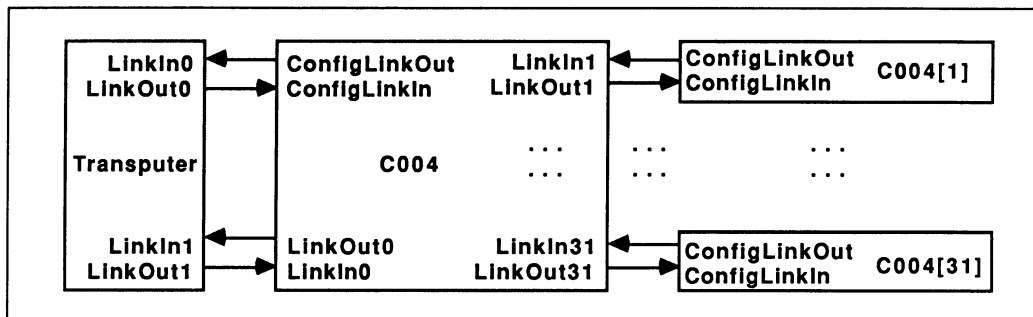 LinkIn0
LinkOut0
Transputer
LinkIn1
LinkOut1
ConfigLinkOut
ConfigLinkIn
C004
LinkOut0
LinkIn0
LinkIn1
LinkOut1
... ... ...
... ... ...
LinkIn31
LinkOut31
ConfigLinkOut
ConfigLinkIn
C004[1]
ConfigLinkOut
ConfigLinkIn
C004[31]